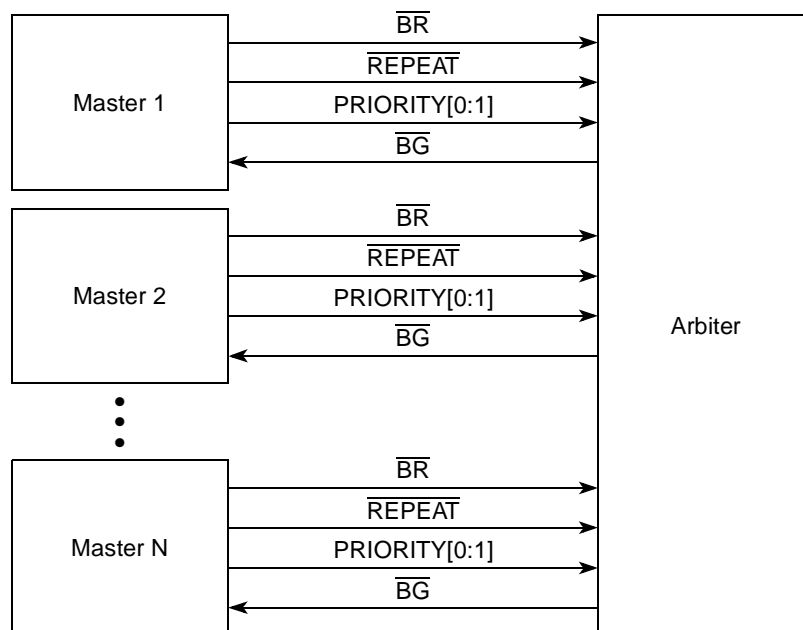 BR
REPEAT
Master 1
PRIORITY[0:1]
BG
BR
REPEAT
Master 2
PRIORITY[0:1]
BG
Arbiter
BR
REPEAT
Master N
PRIORITY[0:1]
BG